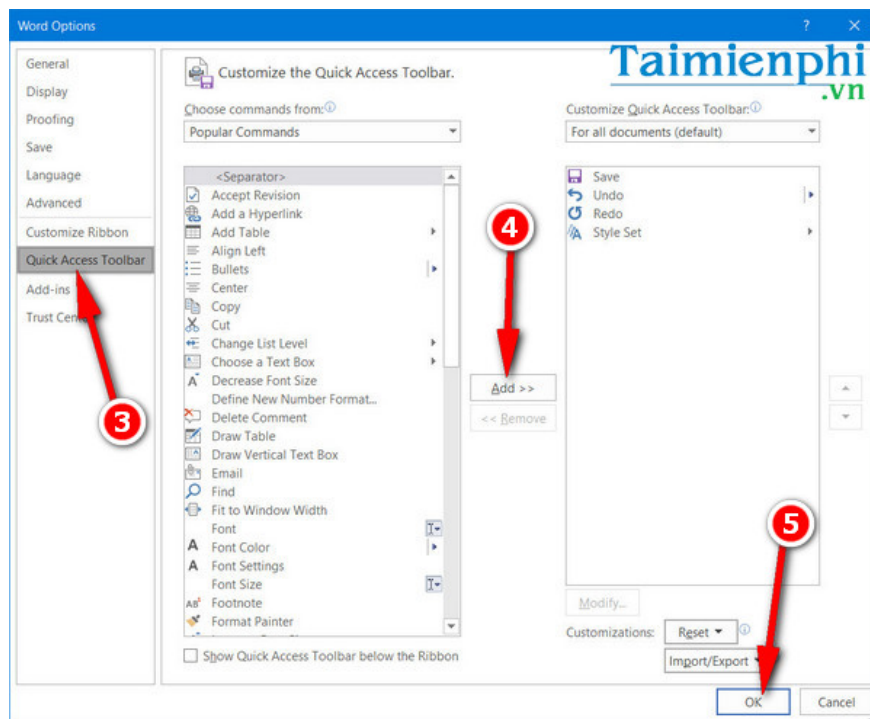 Word Options
?
Taimienphi
.vn
General
Display
Proofing
Save
Language
Advanced
Customize Ribbon
Quick Access Toolbar
Add-ins
Trust
3
Customize the Quick Access Toolbar.
Choose commands from:
Popular Commands
<Separator>
Accept Revision
Add a Hyperlink
Add Table
Align Left
Bullets
Center
Copy
Cut
Change List Level
Choose a Text Box
Decrease Font Size
Define New Number Format...
Delete Comment
Draw Table
Draw Vertical Text Box
Email
Find
Fit to Window Width
Font
Font Color
Font Settings
Font Size
Footnote
Format Painter
Show Quick Access Toolbar below the Ribbon
4
Add >>
<< Remove
Customize Quick Access Toolbar:
For all documents (default)
Save
Undo
Redo
Style Set
5
Modify...
Customizations: Reset
Import/Export
OK
Cancel